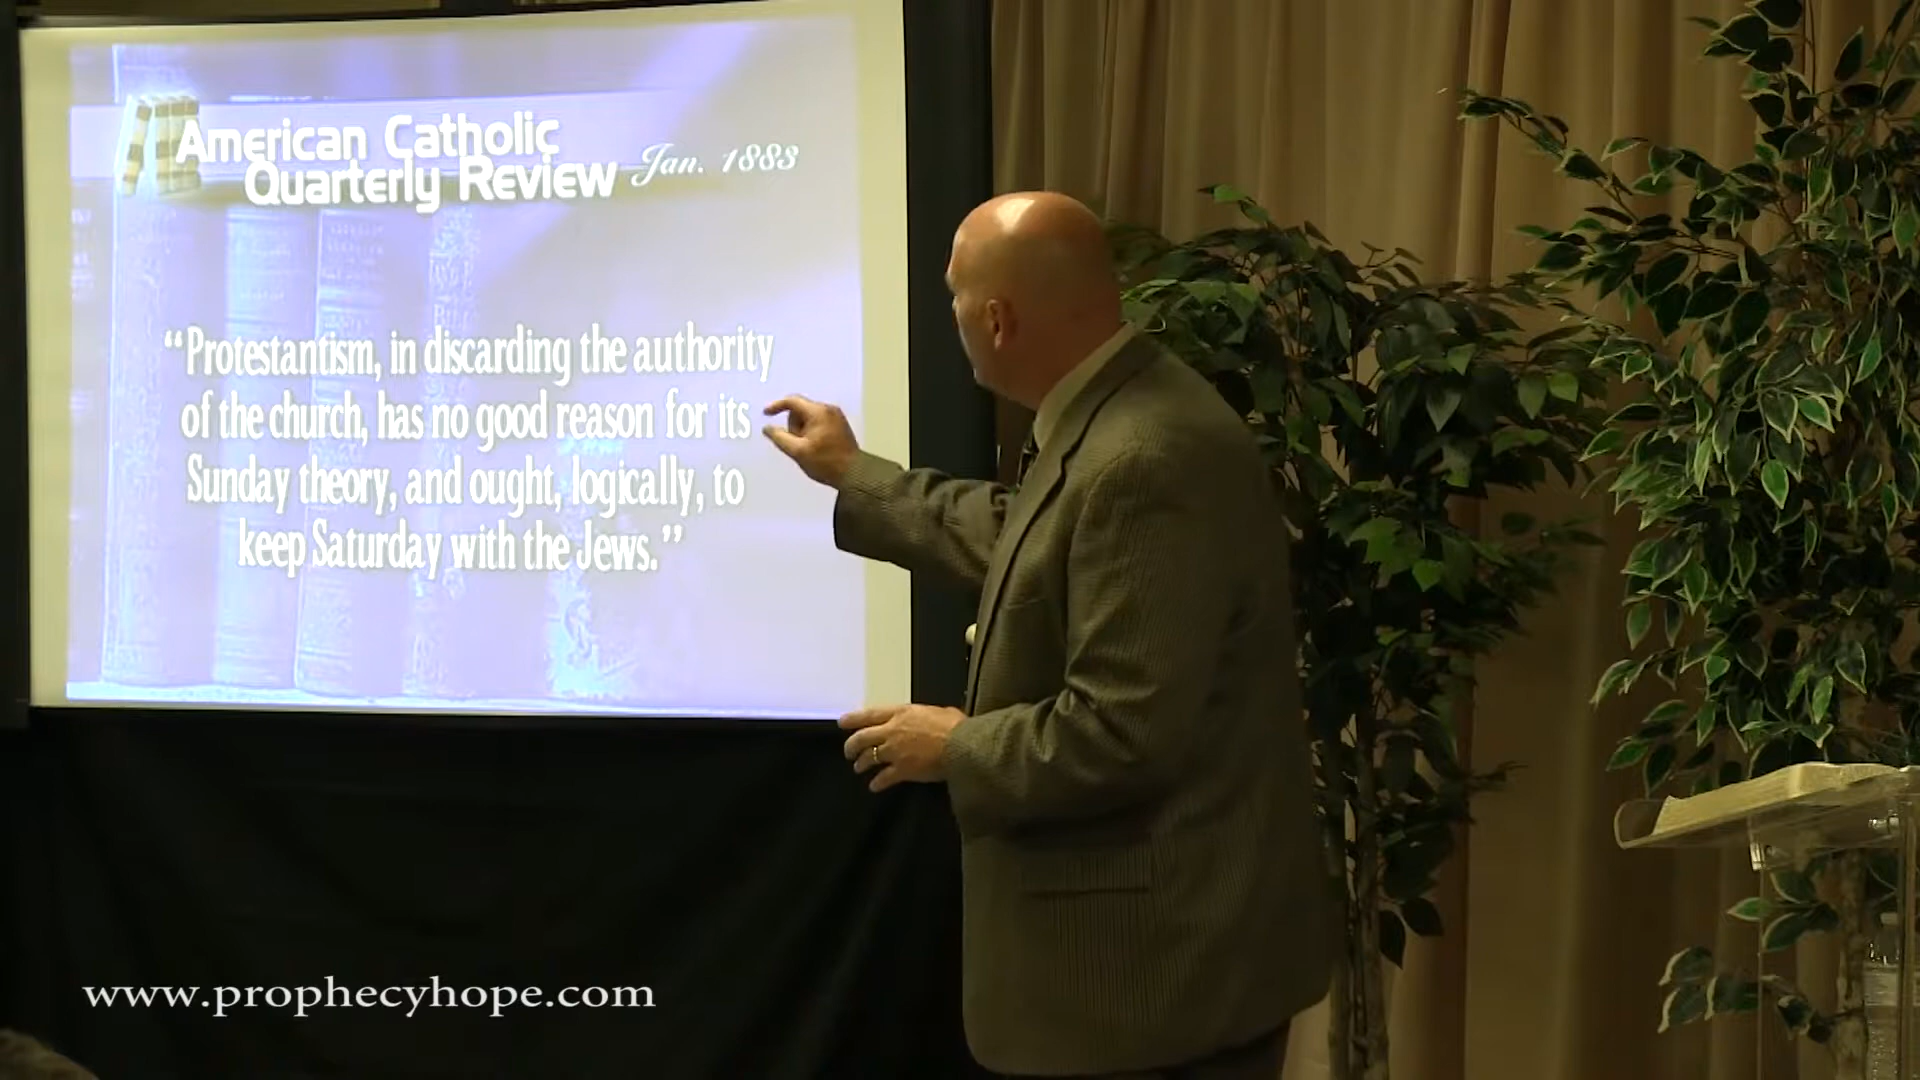 American Catholic
Quarterly Review Jan. 1883
“Protestantism, in discarding the authority
of the church, has no good reason for its
Sunday theory, and ought, logically, to
keep Saturday with the Jews.”
www.prophecyhope.com